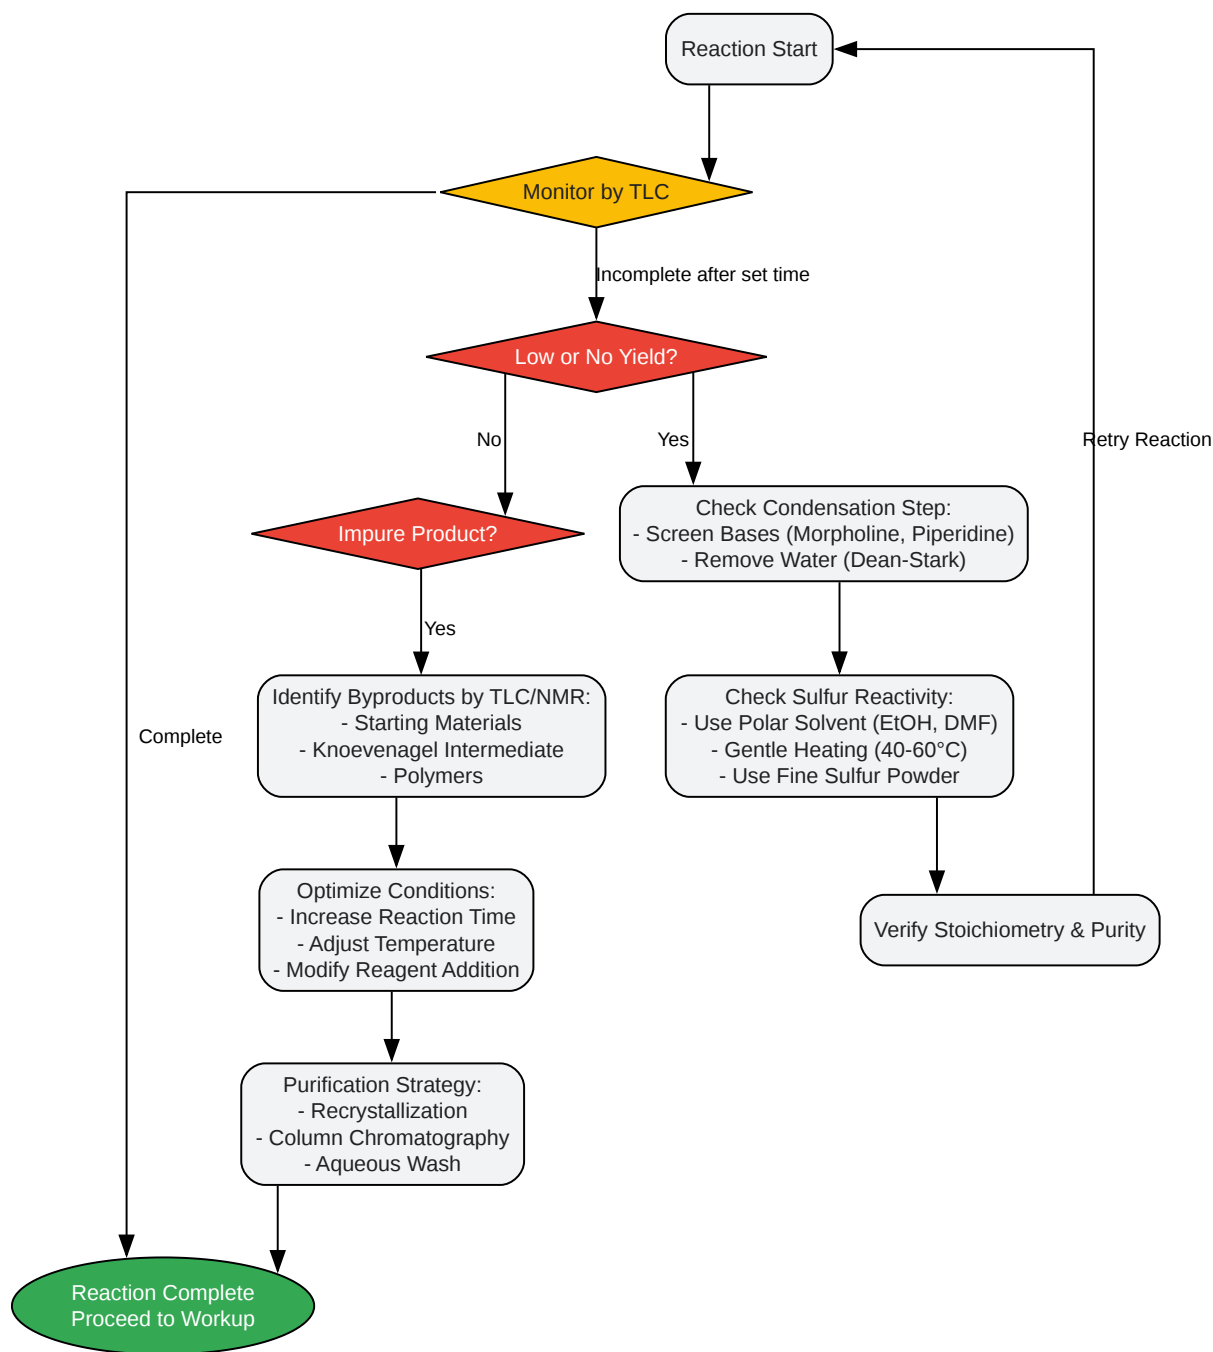 Reaction Start
Monitor by TLC
Incomplete after set time
Low or No Yield?
No
Yes
Retry Reaction
Impure Product?
Check Condensation Step:
- Screen Bases (Morpholine, Piperidine)
- Remove Water (Dean-Stark)
Yes
Identify Byproducts by TLC/NMR:
- Starting Materials
- Knoevenagel Intermediate
- Polymers
Check Sulfur Reactivity:
- Use Polar Solvent (EtOH, DMF)
- Gentle Heating (40-60°C)
- Use Fine Sulfur Powder
Complete
Optimize Conditions:
- Increase Reaction Time
- Adjust Temperature
- Modify Reagent Addition
Verify Stoichiometry & Purity
Purification Strategy:
- Recrystallization
- Column Chromatography
- Aqueous Wash
Reaction Complete
Proceed to Workup